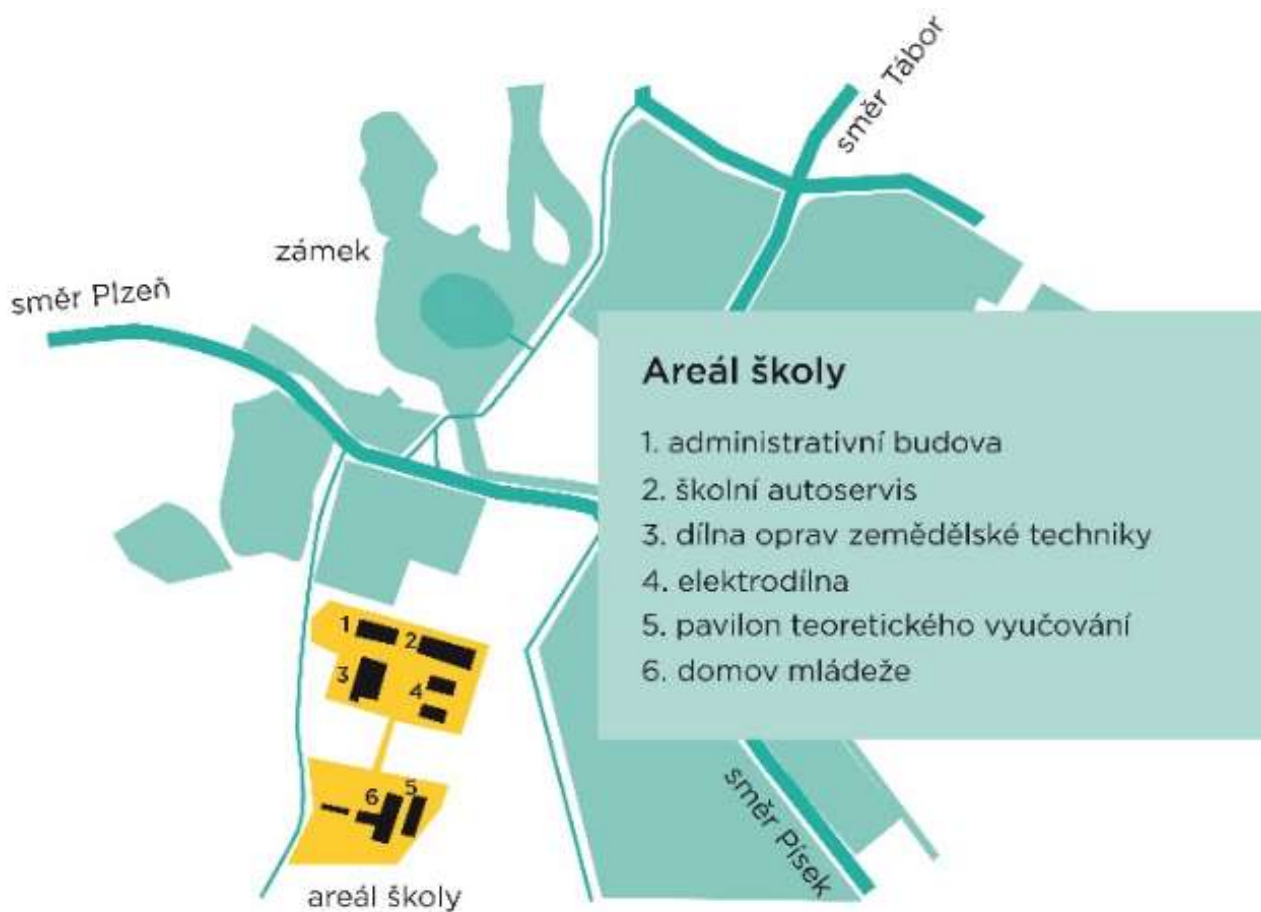 směr Tábor
zámek
směr Plzeň
Areál školy
1. administrativní budova
2. školní autoservis
3. dílna oprav zemědělské techniky
4. elektrodílna
5. pavilon teoretického vyučování
6. domov mládeže
1
2
3
4
6
5
směr Písek
areál školy